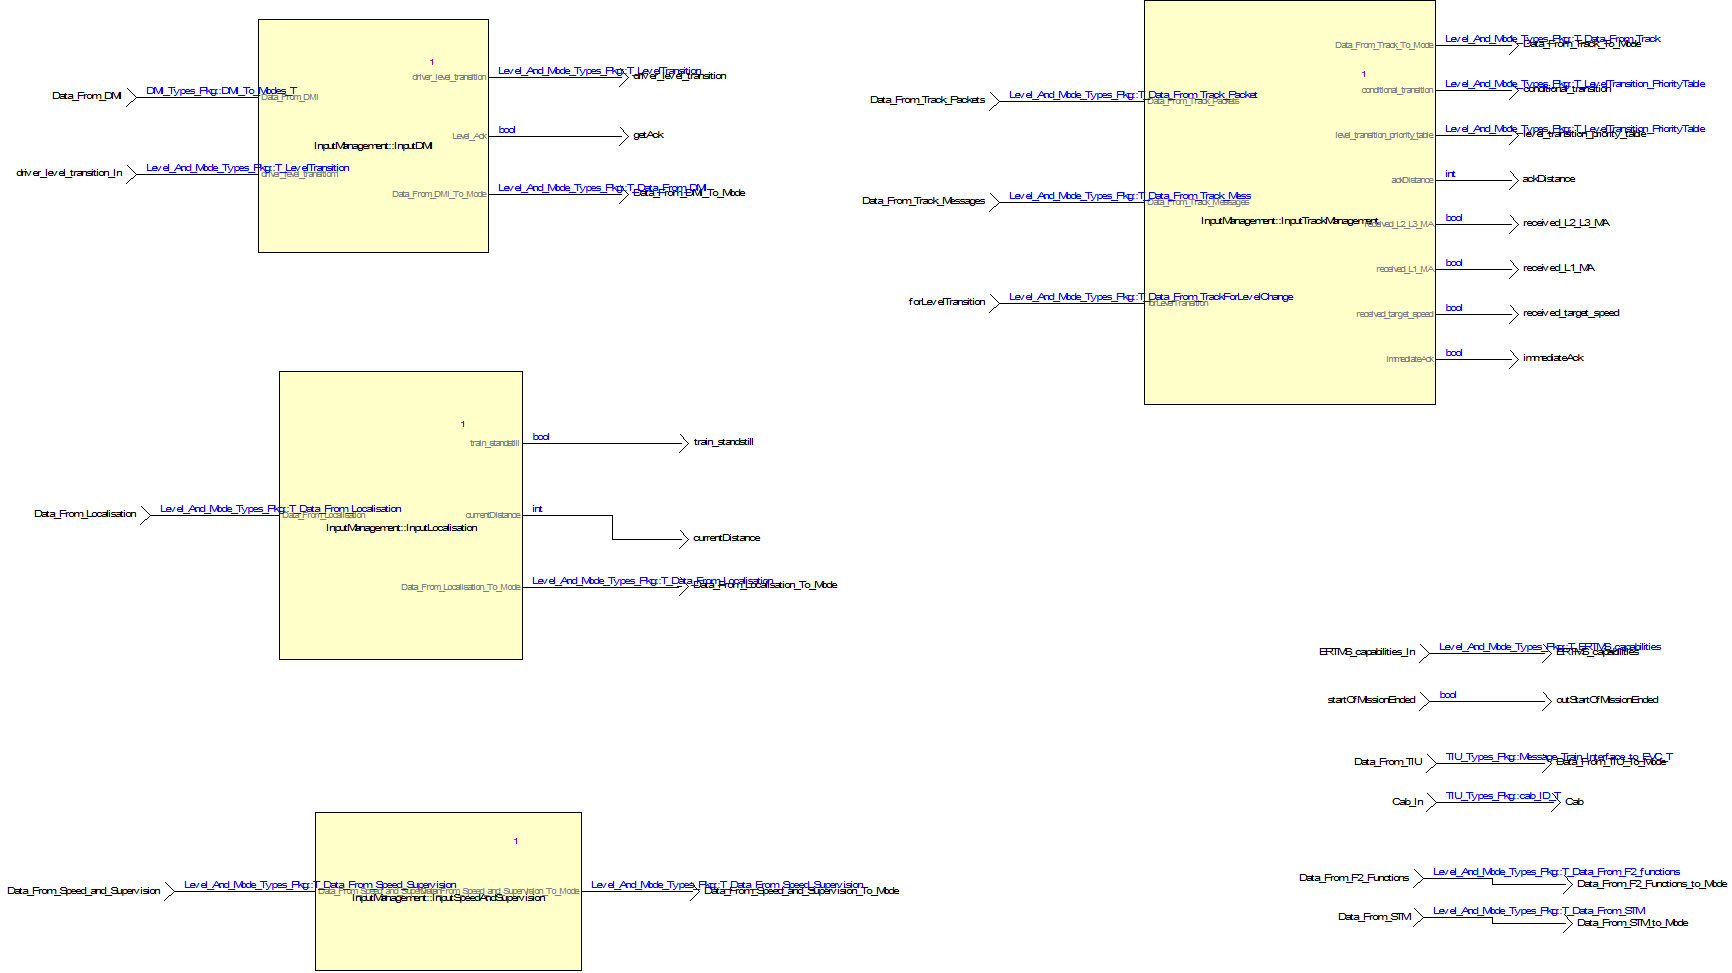 1
driver_level_transition
Level_And_Mode_Types_Pkg::T_LevelTransition
driver_level_transition
Data_From_DMI
DMI_Types_Pkg::DMI_To_Modes_T
Data_From_DMI
Level_Ack
bool
getAck
InputManagement::InputDMI
driver_level_transition_In
Level_And_Mode_Types_Pkg::T_LevelTransition
driver_level_transition1
Data_From_DMI_To_Mode
Level_And_Mode_Types_Pkg::T_Data_From_DMI
Data_From_DMI_To_Mode
Data_From_Track_To_Mode
Level_And_Mode_Types_Pkg::T_Data_From_Track
Data_From_Track_To_Mode
1
conditional_transition
Level_And_Mode_Types_Pkg::T_LevelTransition_PriorityTable
conditional_transition
Data_From_Track_Packets
Level_And_Mode_Types_Pkg::T_Data_From_Track_Packet
Data_From_Track_Packets
level_transition_priority_table
Level_And_Mode_Types_Pkg::T_LevelTransition_PriorityTable
level_transition_priority_table
ackDistance
int
ackDistance
Data_From_Track_Messages
Level_And_Mode_Types_Pkg::T_Data_From_Track_Mess
Data_From_Track_Messages
InputManagement::InputTrackManagement
received_L2_L3_MA
bool
received_L2_L3_MA
received_L1_MA
bool
received_L1_MA
forLevelTransition
Level_And_Mode_Types_Pkg::T_Data_From_TrackForLevelChange
forLevelTransition
received_target_speed
bool
received_target_speed
immediateAck
bool
immediateAck
1
train_standstill
bool
train_standstill
Data_From_Localisation
Level_And_Mode_Types_Pkg::T_Data_From_Localisation
Data_From_Localisation
currentDistance
int
currentDistance
InputManagement::InputLocalisation
Data_From_Localisation_To_Mode
Level_And_Mode_Types_Pkg::T_Data_From_Localisation
Data_From_Localisation_To_Mode
ERTMS_capabilities_In
Level_And_Mode_Types_Pkg::T_ERTMS_capabilities
ERTMS_capabilities
startOfMissionEnded
bool
outStartOfMissionEnded
Data_From_TIU
TIU_Types_Pkg::Message_Train_Interface_to_EVC_T
Data_From_TIU_To_Mode
Cab_In
TIU_Types_Pkg::cab_ID_T
Cab
1
Data_From_Speed_and_Supervision
Level_And_Mode_Types_Pkg::T_Data_From_Speed_Supervision
Data_From_Speed_and_Supervision
Data_From_Speed_and_Supervision_To_Mode
Level_And_Mode_Types_Pkg::T_Data_From_Speed_Supervision
Data_From_Speed_and_Supervision_To_Mode
InputManagement::InputSpeedAndSupervision
Data_From_F2_Functions
Level_And_Mode_Types_Pkg::T_Data_From_F2_functions
Data_From_F2_Functions_to_Mode
Data_From_STM
Level_And_Mode_Types_Pkg::T_Data_From_STM
Data_From_STM_to_Mode